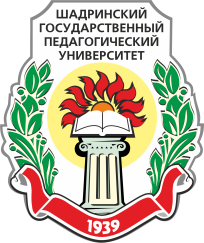 ШАДРИНСКИЙ
ГОСУДАРСТВЕННЫЙ
ПЕДАГОГИЧЕСКИЙ
УНИВЕРСИТЕТ
1939